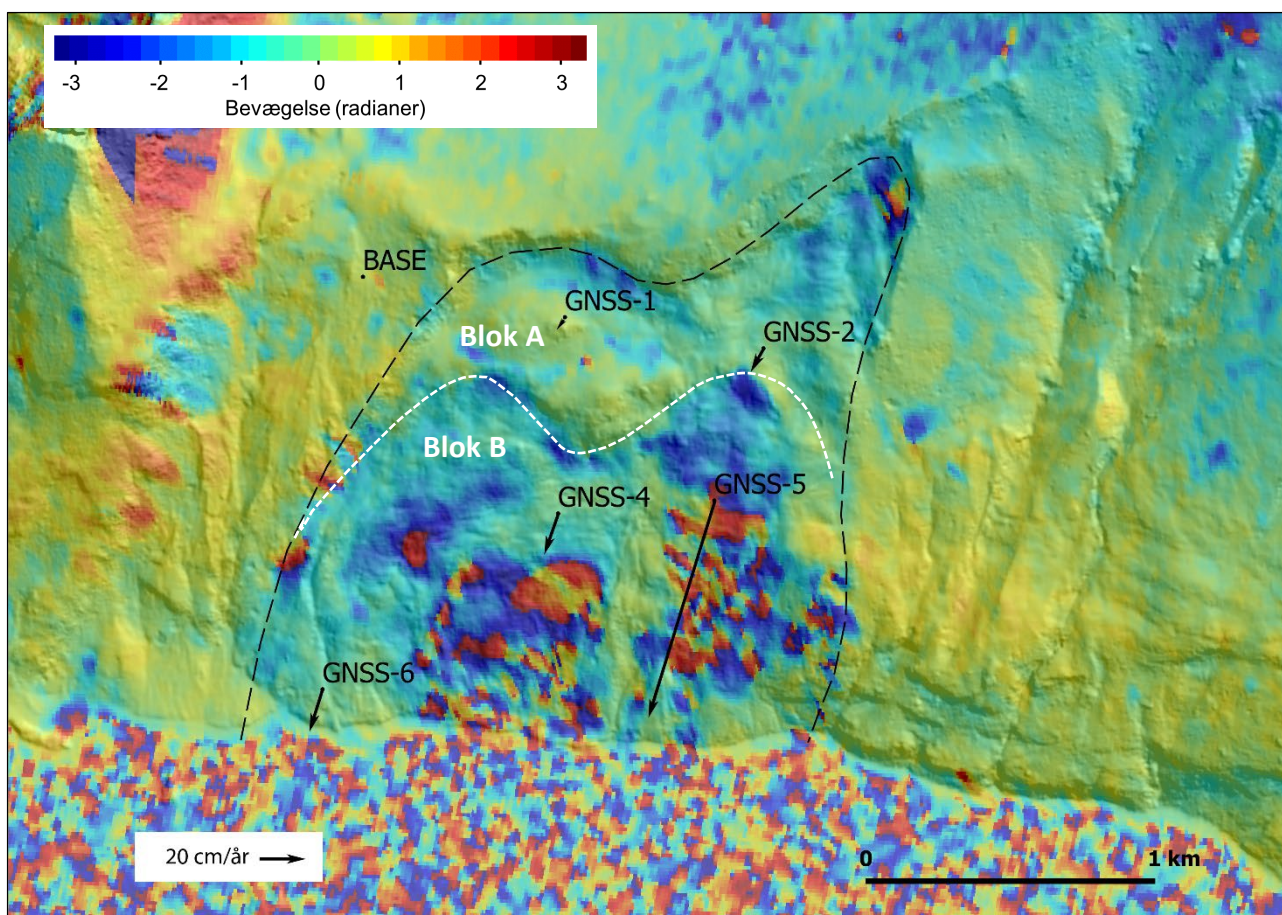 -3 -2 -1 0 1 2 3
Bevægelse (radianer)
BASE
GNSS-1
Blok A
GNSS-2
Blok B
GNSS-4
GNSS-5
GNSS-6
20 cm/år
0 1 km